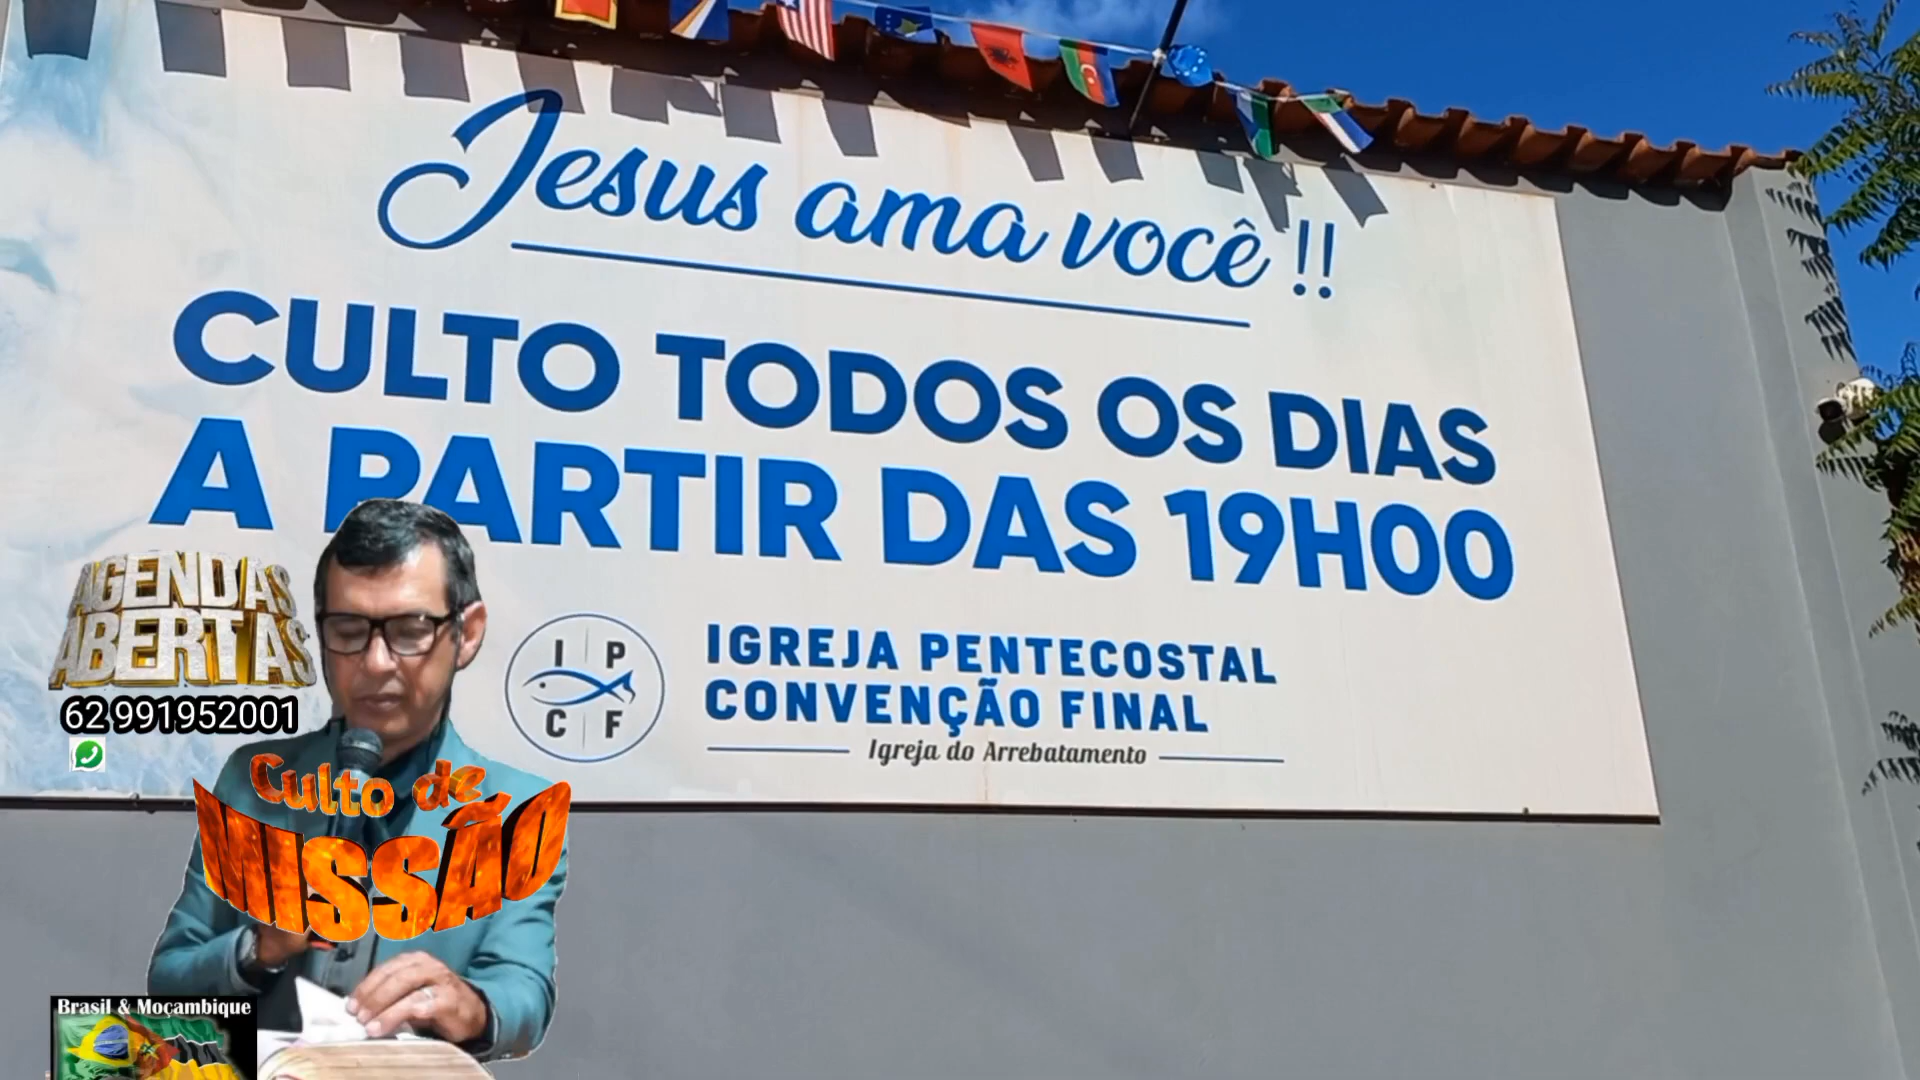 Jesus ama você !!
CULTO TODOS OS DIAS
A PARTIR DAS 19H00
I P
C F
IGREJA PENTECOSTAL
CONVENÇÃO FINAL
Igreja do Arrebatamento
AGENDAS
ABERTAS
62 991952001
Culto de
MISSÃO
Brasil & Moçambique